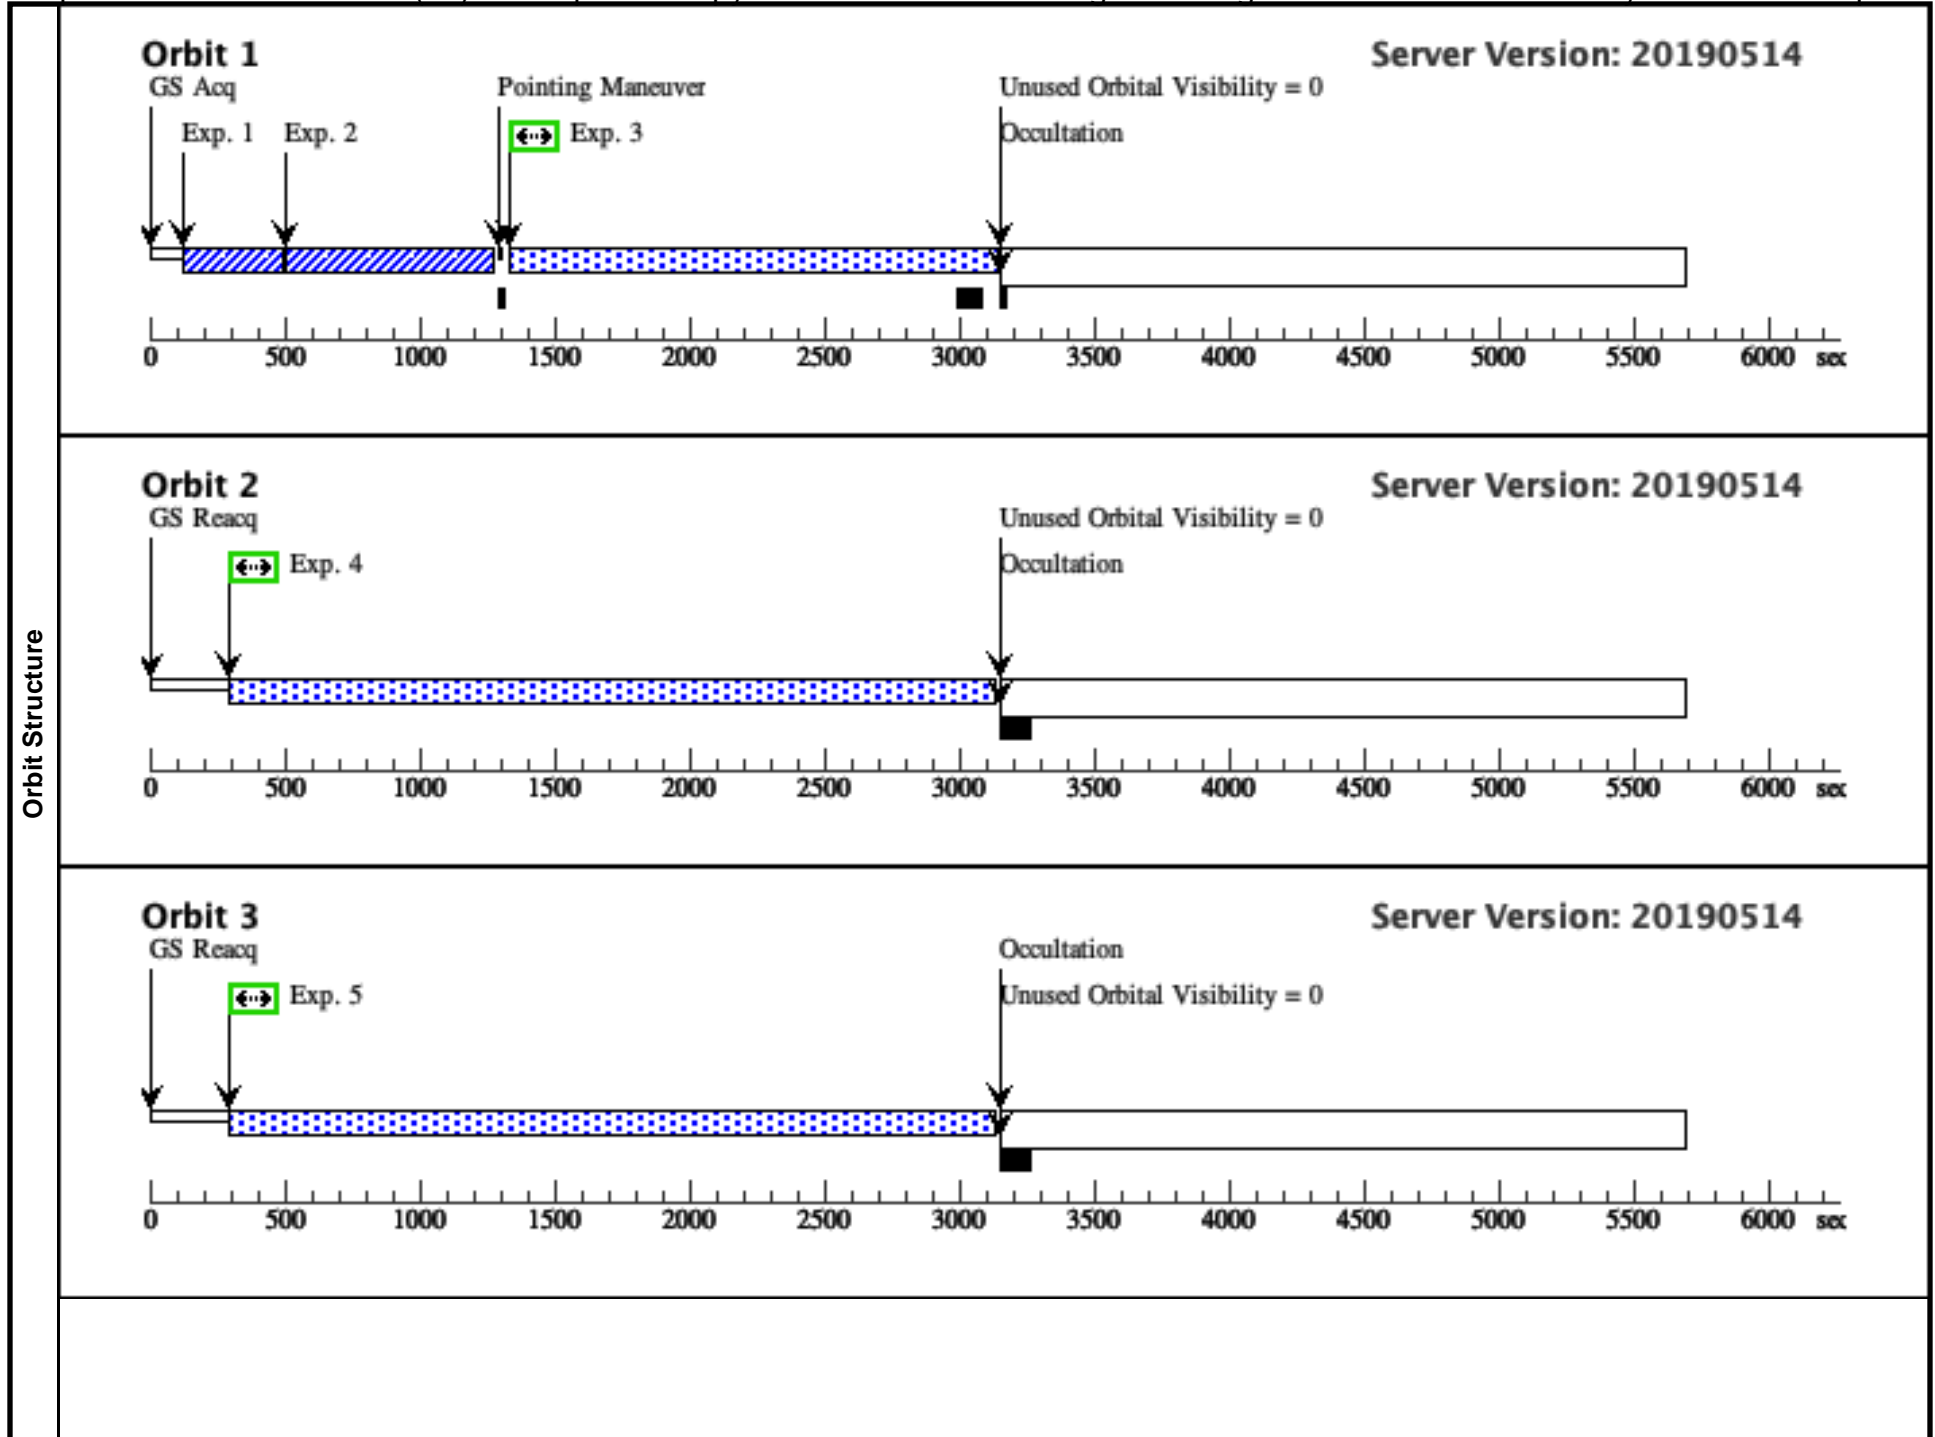 Orbit Structure
Orbit 1 Server Version: 20190514
GS Acq Pointing Maneuver Unused Orbital Visibility = 0
Exp. 1 Exp. 2 Exp. 3 Occultation
0 500 1000 1500 2000 2500 3000 3500 4000 4500 5000 5500 6000 sec
Orbit 2 Server Version: 20190514
GS Reacq Unused Orbital Visibility = 0
Exp. 4 Occultation
0 500 1000 1500 2000 2500 3000 3500 4000 4500 5000 5500 6000 sec
Orbit 3 Server Version: 20190514
GS Reacq Occultation
Exp. 5 Unused Orbital Visibility = 0
0 500 1000 1500 2000 2500 3000 3500 4000 4500 5000 5500 6000 sec